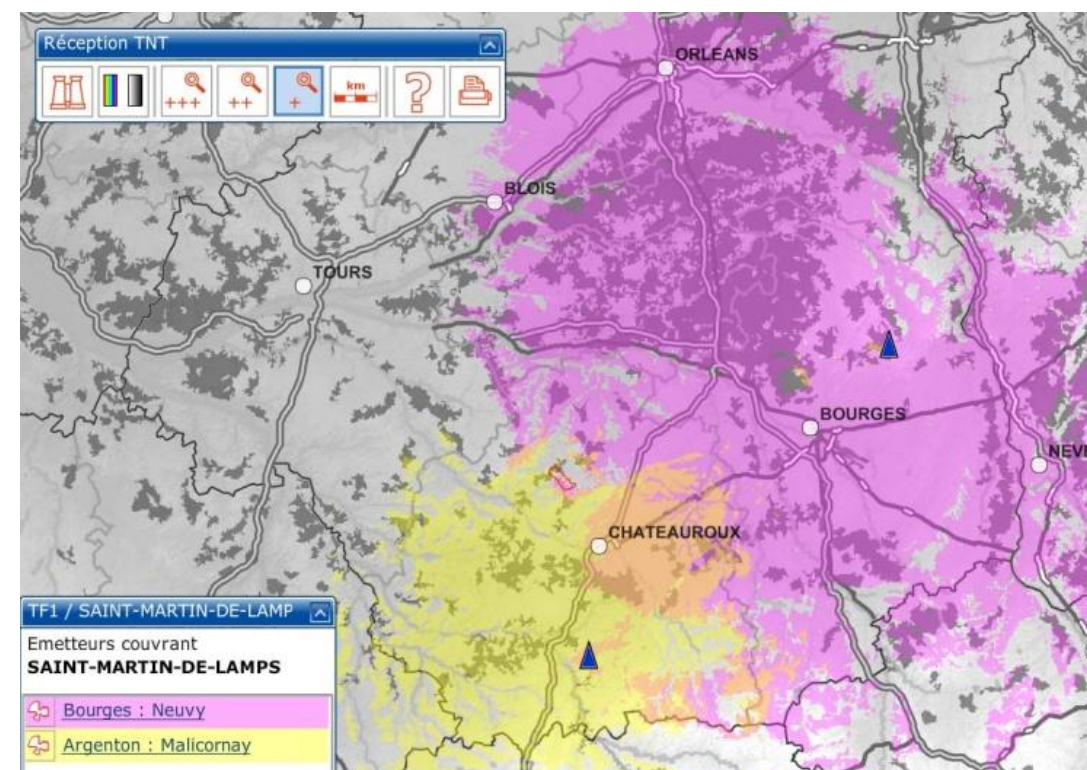 Réception TNT
+++
++
+
km
?
ORLEANS
BLOIS
TOURS
BOURGES
CHATEAUROUX
TF1 / SAINT-MARTIN-DE-LAMP
Emetteurs couvrant
SAINT-MARTIN-DE-LAMPS
Bourges : Neuvy
Argenton : Malicornay